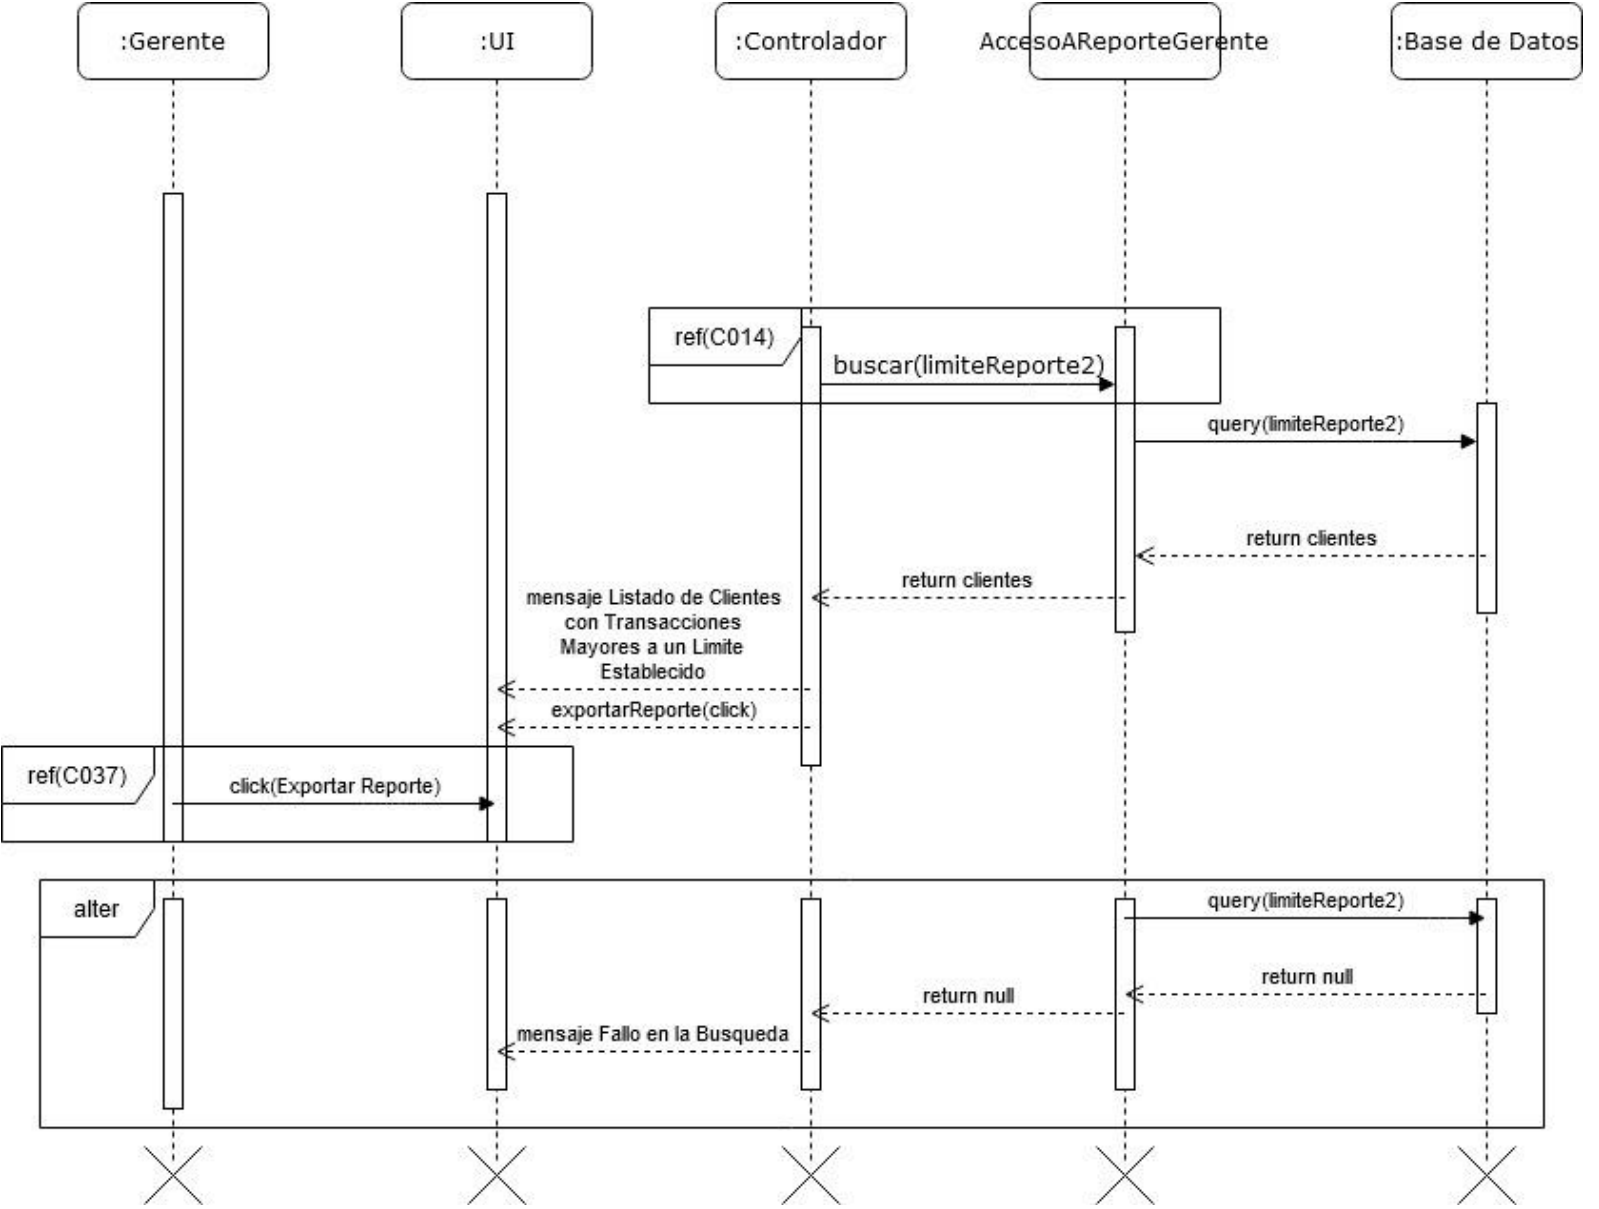 :Gerente
:UI
:Controlador
AccesoAReporteGerente
:Base de Datos
ref(C014)
buscar(limiteReporte2)
query(limiteReporte2)
return clientes
return clientes
mensaje Listado de Clientes
con Transacciones
Mayores a un Limite
Establecido
exportarReporte(click)
ref(C037)
click(Exportar Reporte)
alter
query(limiteReporte2)
return null
return null
mensaje Fallo en la Busqueda